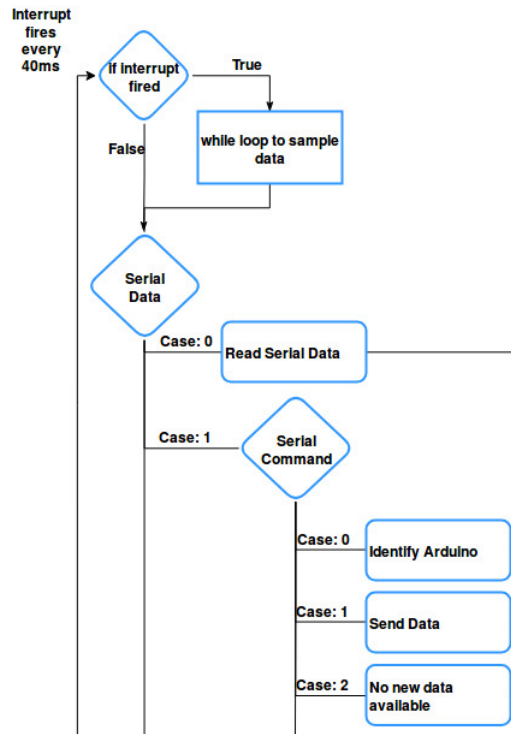 Interrupt
fires
every
40ms
If interrupt
fired
True
while loop to sample
data
False
Serial
Data
Case: 0
Read Serial Data
Case: 1
Serial
Command
Case: 0
Identify Arduino
Case: 1
Send Data
Case: 2
No new data
available